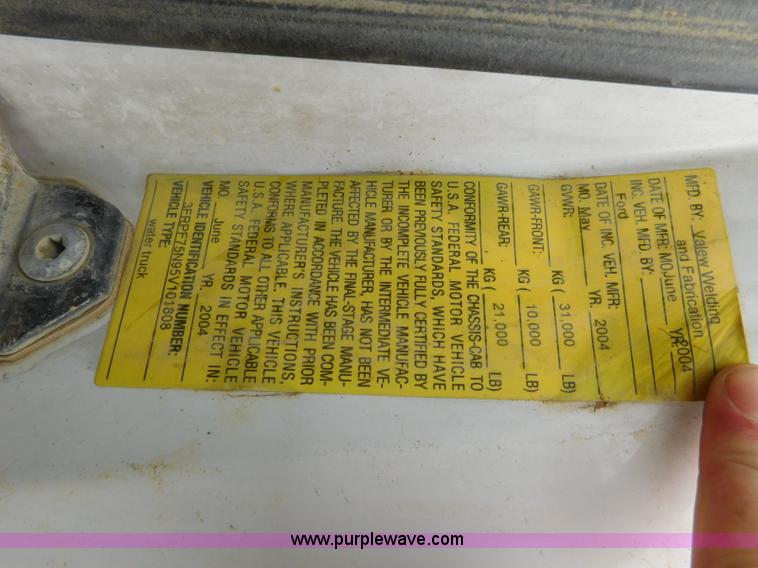 MFD. BY: Valew Welding
and Fabrication
DATE OF MFR: MO.June YR.2004
INC. VEH. MFD. BY:
Ford
DATE OF INC. VEH. MFR:
MO. May YR. 2004
GVWR: KG ( 31,000 LB)
GAWR-FRONT: KG ( 10,000 LB)
GAWR-REAR: KG ( 21,000 LB)
CONFORMITY OF THE CHASSIS-CAB TO
U.S.A. FEDERAL MOTOR VEHICLE
SAFETY STANDARDS, WHICH HAVE
BEEN PREVIOUSLY FULLY CERTIFIED BY
THE INCOMPLETE VEHICLE MANUFAC-
TURER OR BY THE INTERMEDIATE VE-
HICLE MANUFACTURER, HAS NOT BEEN
AFFECTED BY THE FINAL-STAGE MANU-
FACTURE. THE VEHICLE HAS BEEN COM-
PLETED IN ACCORDANCE WITH PRIOR
MANUFACTURER'S INSTRUCTIONS,
WHERE APPLICABLE, THIS VEHICLE
CONFORMS TO ALL OTHER APPLICABLE
U.S.A. FEDERAL MOTOR VEHICLE
SAFETY STANDARDS IN EFFECT IN:
MO. June YR. 2004
VEHICLE IDENTIFICATION NUMBER:
3FRPF75N95V101808
VEHICLE TYPE:
water truck
www.purplewave.com